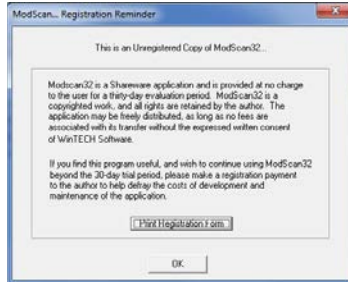 ModScan... Registration Reminder
This is an Unregistered Copy of ModScan32...
Modscan32 is a Shareware application and is provided at no charge
to the user for a thirty-day evaluation period. ModScan32 is a
copyrighted work, and all rights are retained by the author. The
application may be freely distributed, as long as no fees are
associated with its transfer without the expressed written consent
of WinTECH Software.
If you find this program useful, and wish to continue using ModScan32
beyond the 30-day trial period, please make a registration payment
to the author to help defray the costs of development and
maintenance of the application.
Print Registration Form
OK